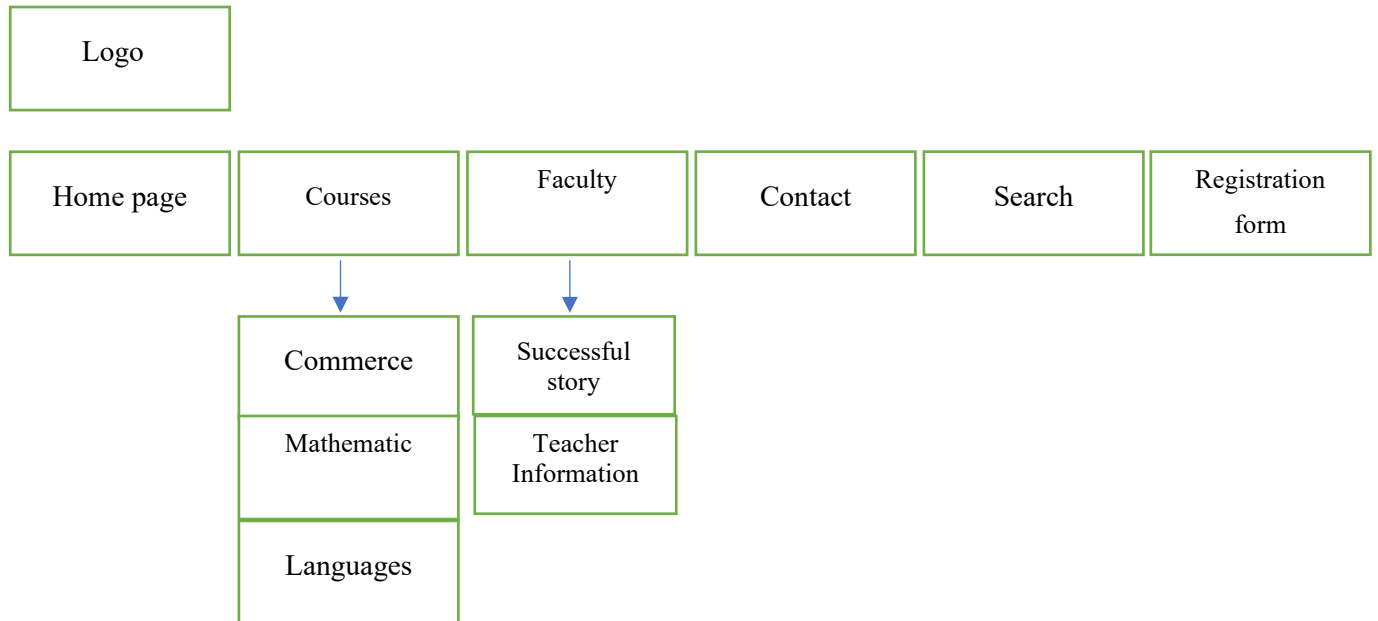 Logo
Home page
Courses
Faculty
Contact
Search
Registration
form
Commerce
Successful
story
Mathematic
Teacher
Information
Languages